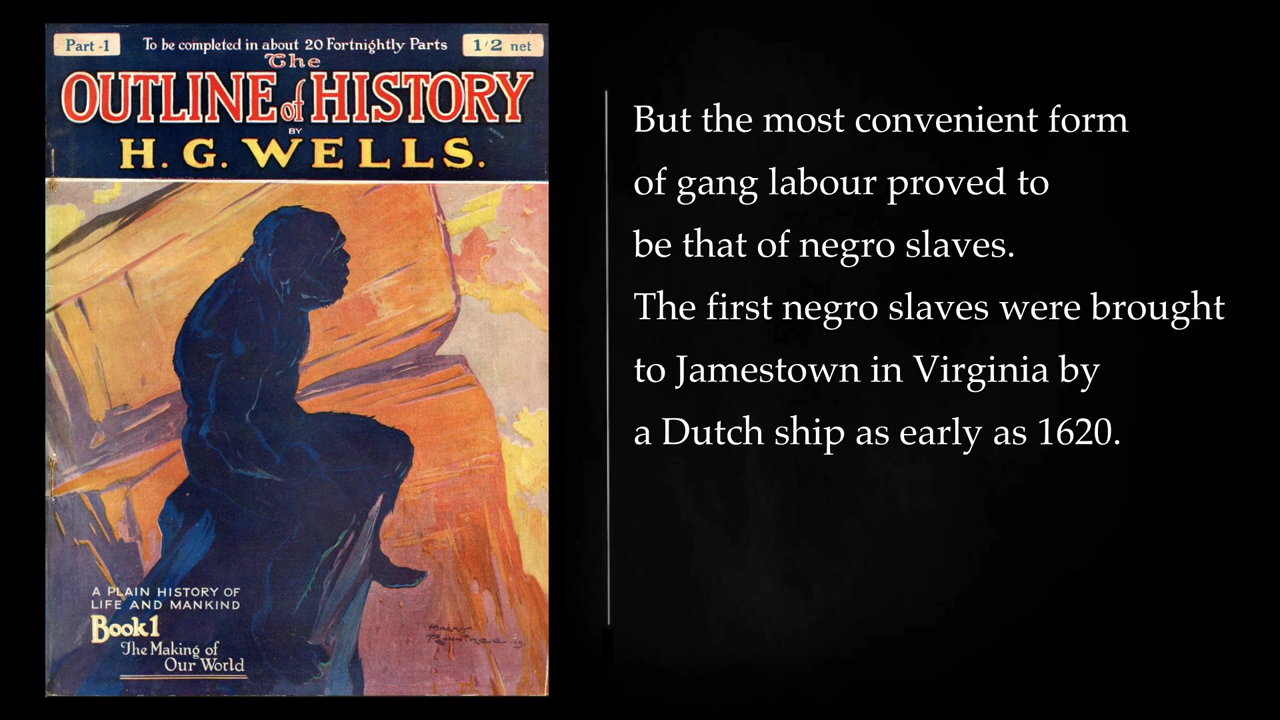 Part -1
To be completed in about 20 Fortnightly Parts
1/2 net
The
OUTLINE of HISTORY
BY
H. G. WELLS.
A PLAIN HISTORY OF
LIFE AND MANKIND
Book 1
The Making of
Our World
But the most convenient form
of gang labour proved to
be that of negro slaves.
The first negro slaves were brought
to Jamestown in Virginia by
a Dutch ship as early as 1620.